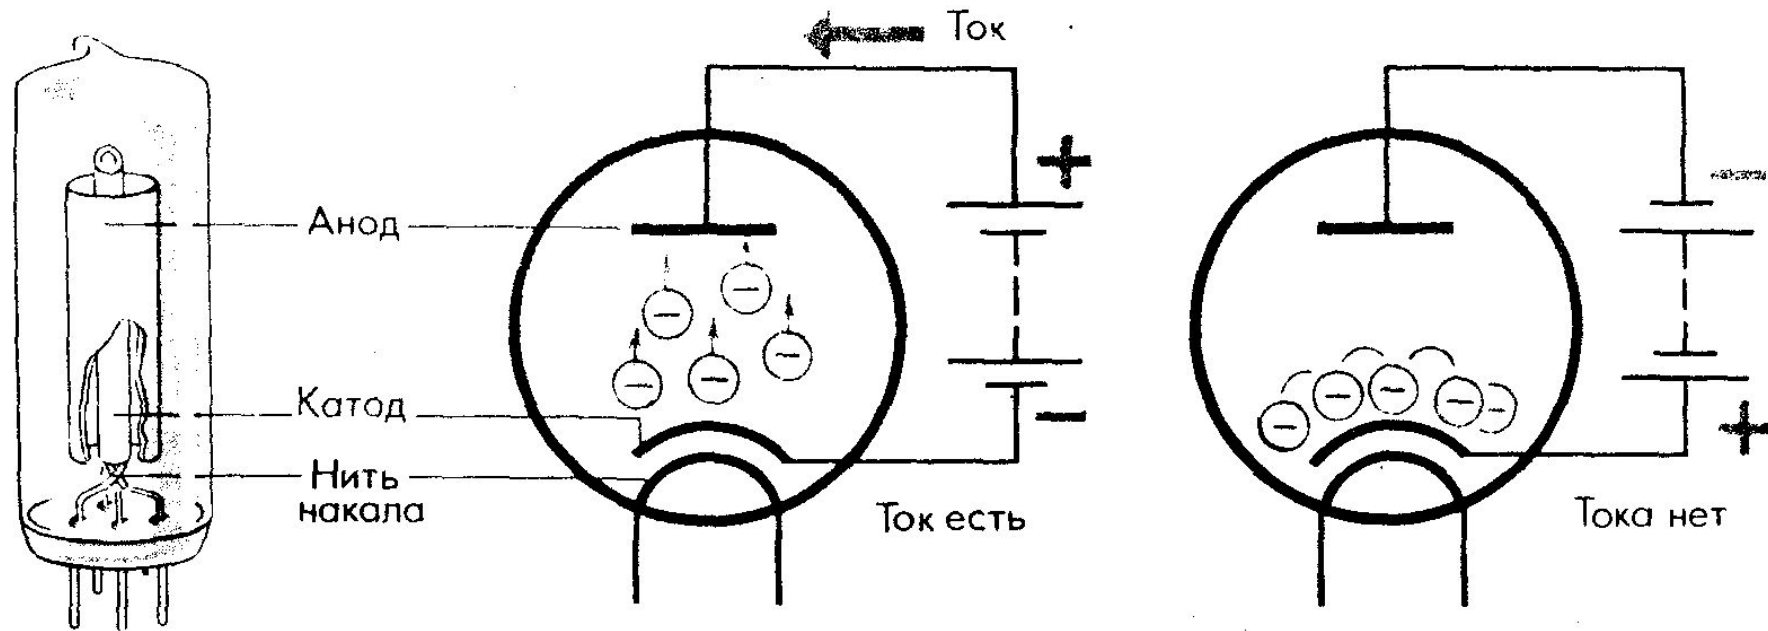 Ток
+
Анод
Катод
Нить
накала
−
Ток есть
−
+
Тока нет